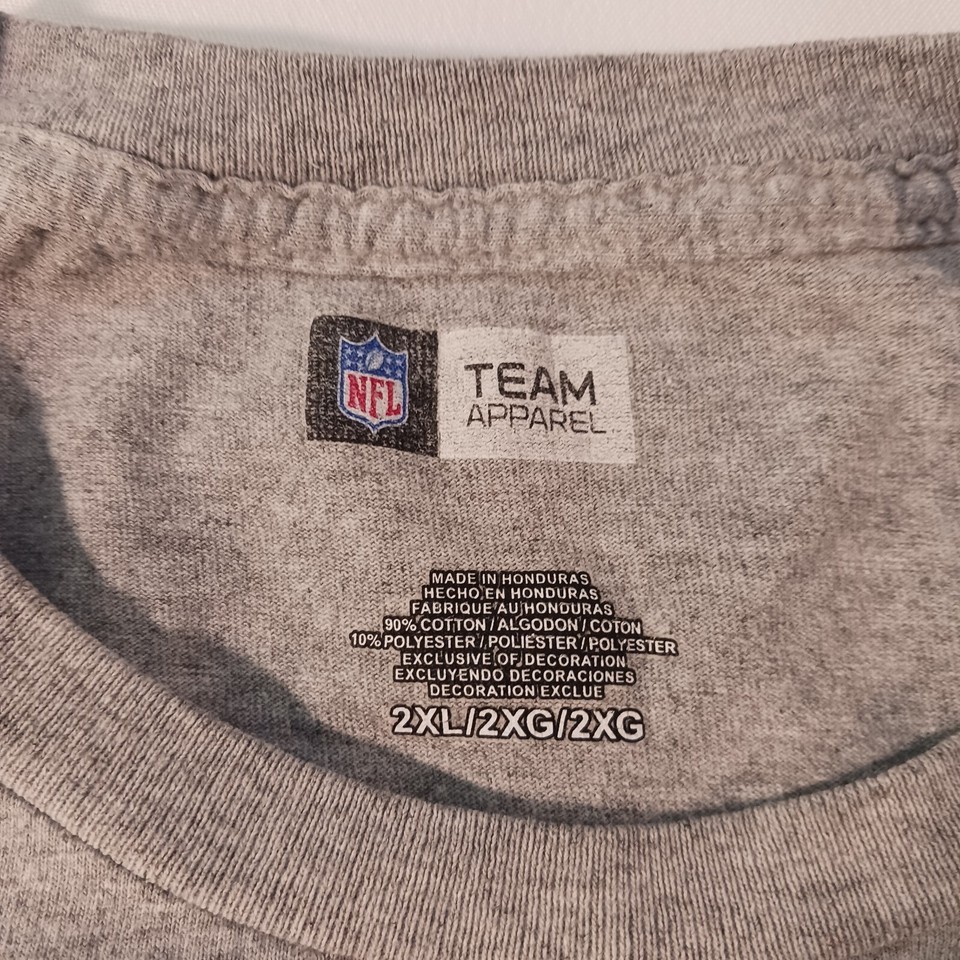 NFL
TEAM
APPAREL
MADE IN HONDURAS
HECHO EN HONDURAS
FABRIQUE AU HONDURAS
90% COTTON / ALGODON / COTON
10% POLYESTER / POLIESTER / POLYESTER
EXCLUSIVE OF DECORATION
EXCLUYENDO DECORACIONES
DECORATION EXCLUE
2XL/2XG/2XG